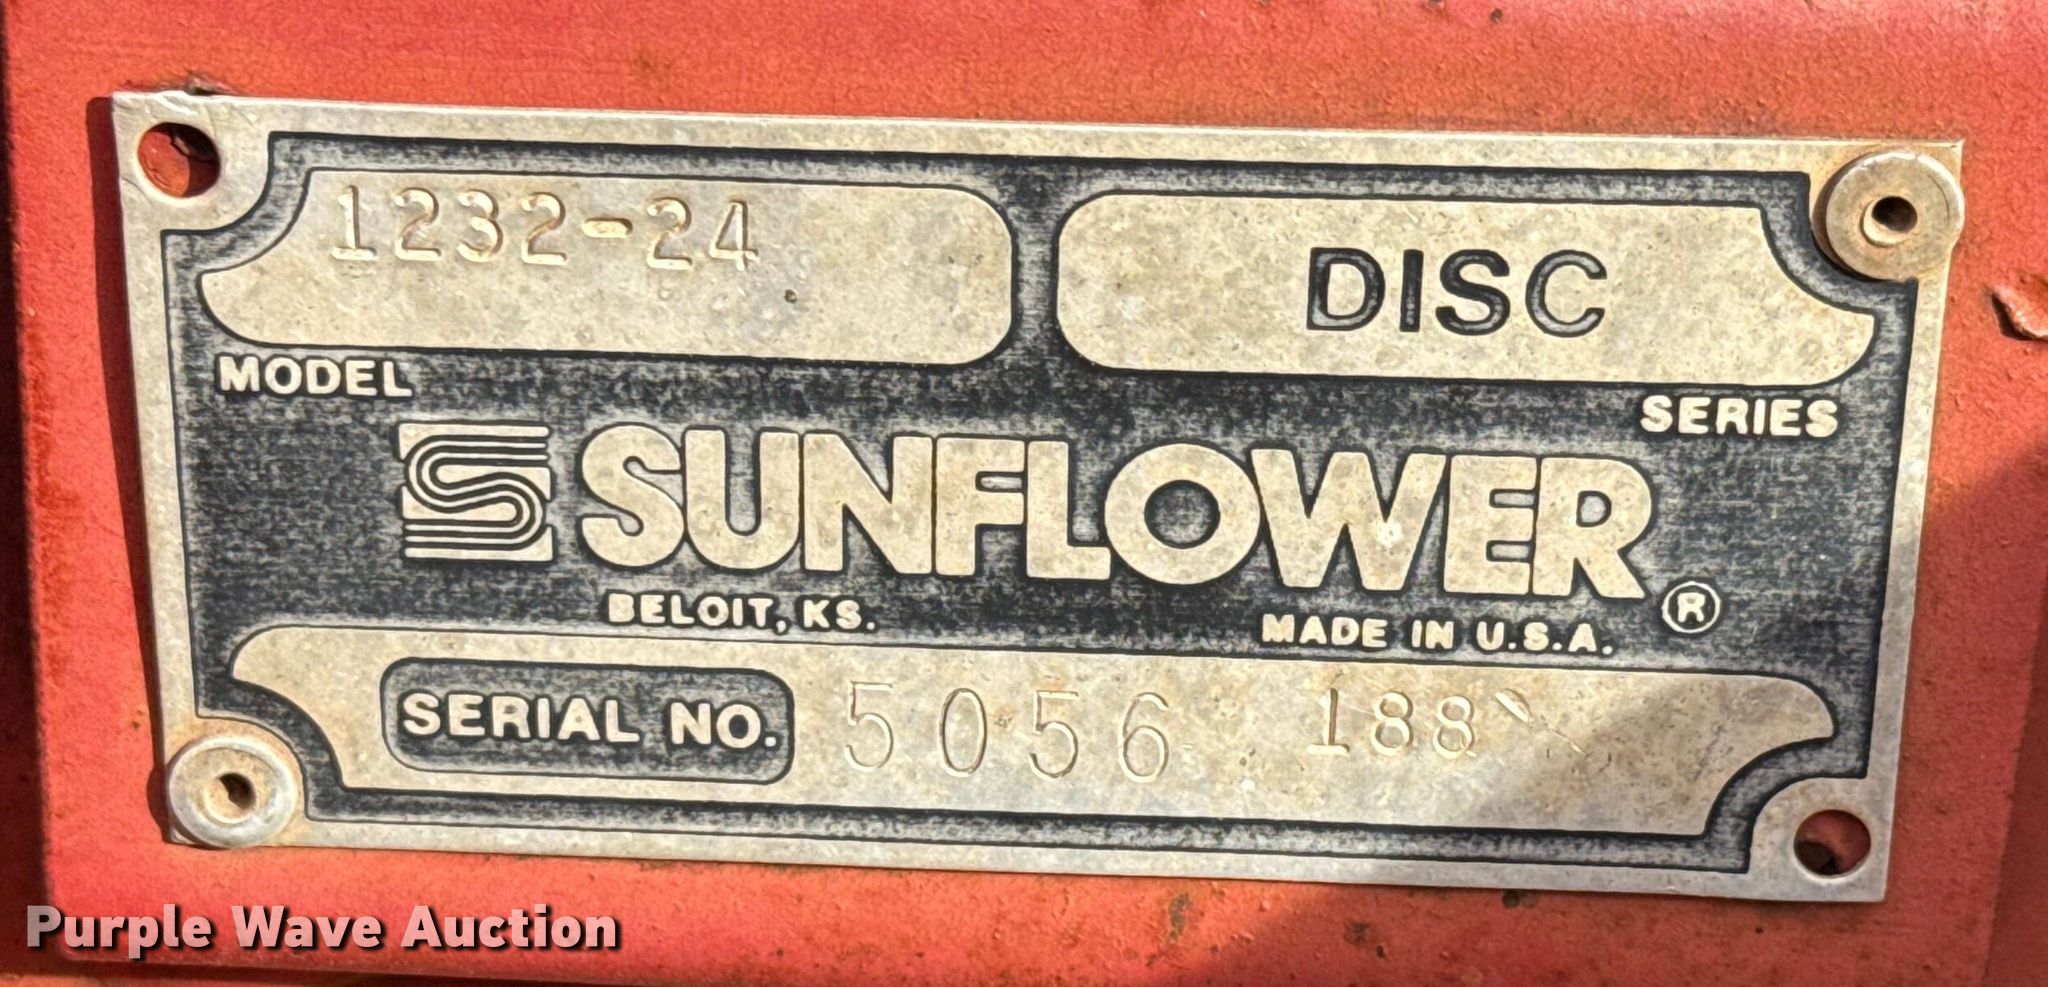 1232-24
DISC
MODEL
SERIES
SUNFLOWER®
BELOIT, KS. MADE IN U.S.A.
SERIAL NO. 5056 188
Purple Wave Auction